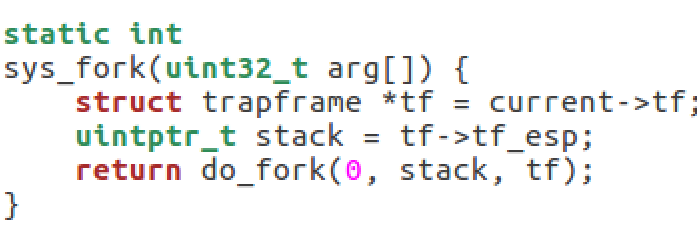 static int
sys_fork(uint32_t arg[]) {
    struct trapframe *tf = current->tf;
    uintptr_t stack = tf->tf_esp;
    return do_fork(0, stack, tf);
}